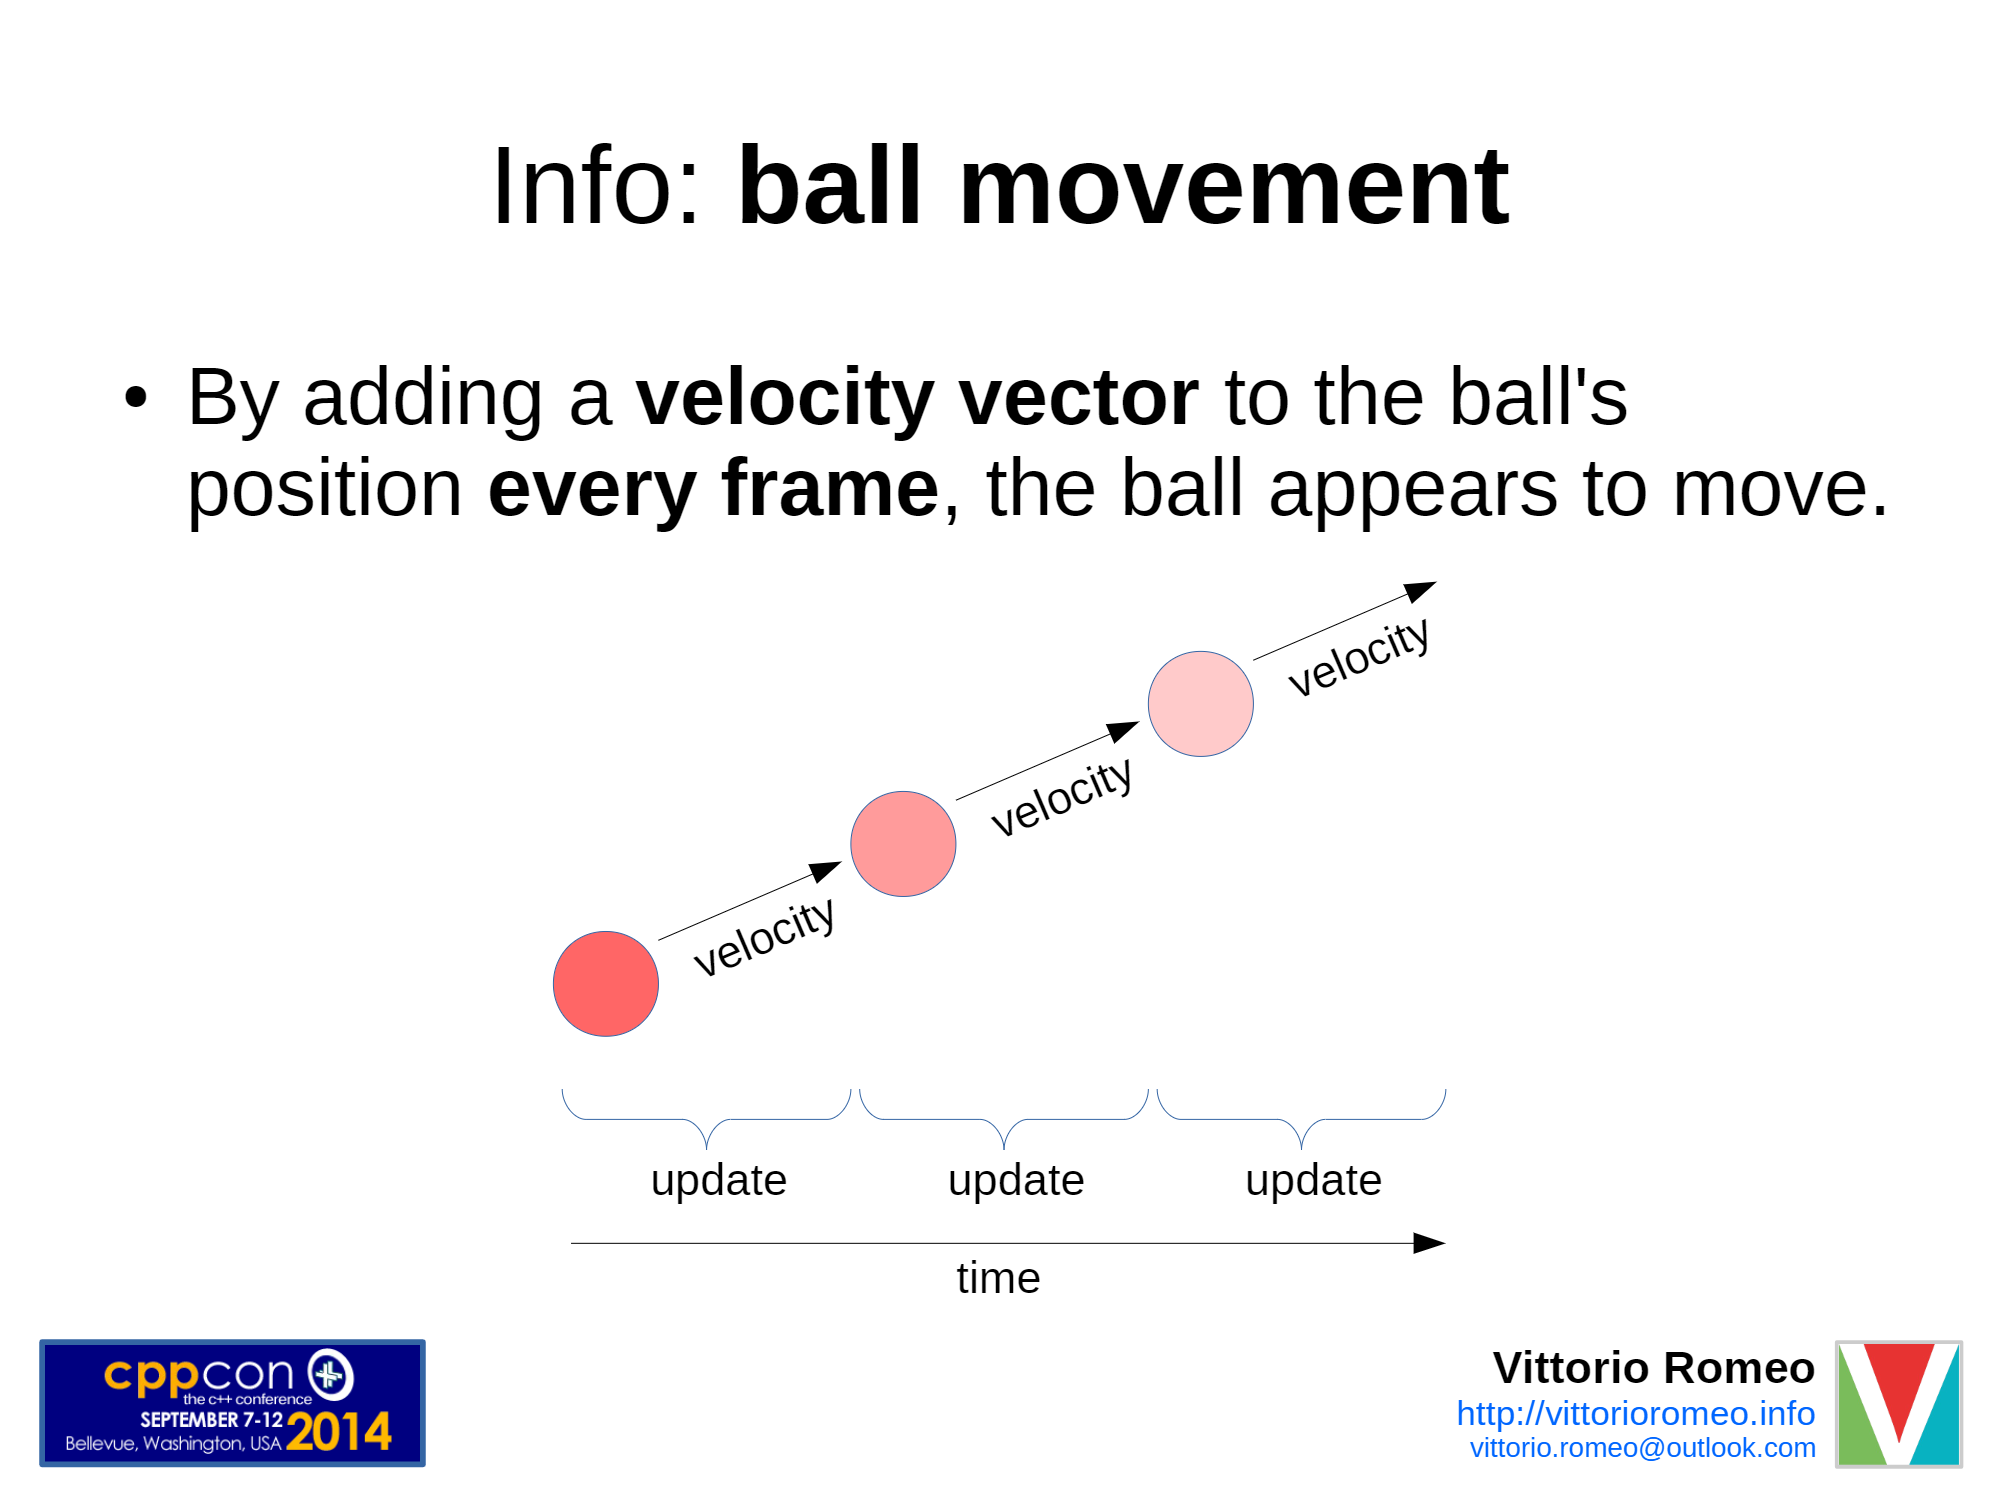 Info: ball movement
• By adding a velocity vector to the ball's
position every frame, the ball appears to move.
velocity
velocity
velocity
update update update
time
cppcon
the c++ conference
SEPTEMBER 7-12 2014
Bellevue, Washington, USA
Vittorio Romeo
http://vittorioromeo.info
vittorio.romeo@outlook.com